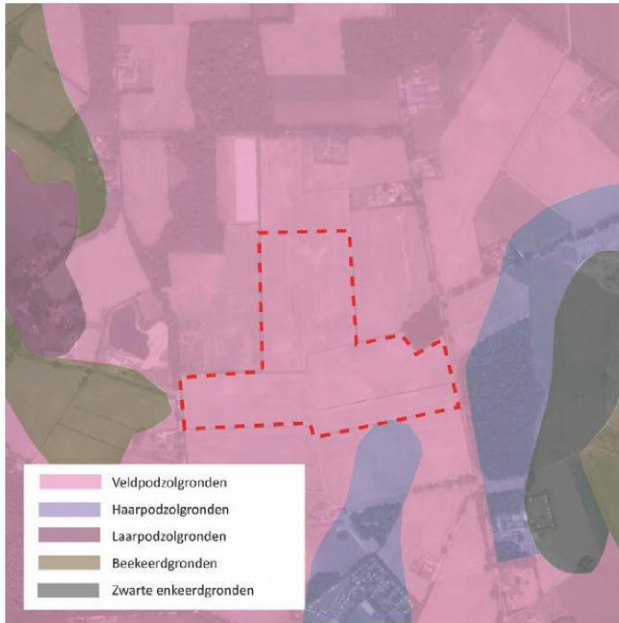 Veldpodzolgronden
Haarpodzolgronden
Laarpodzolgronden
Beekeerdgronden
Zwarte enkeerdgronden